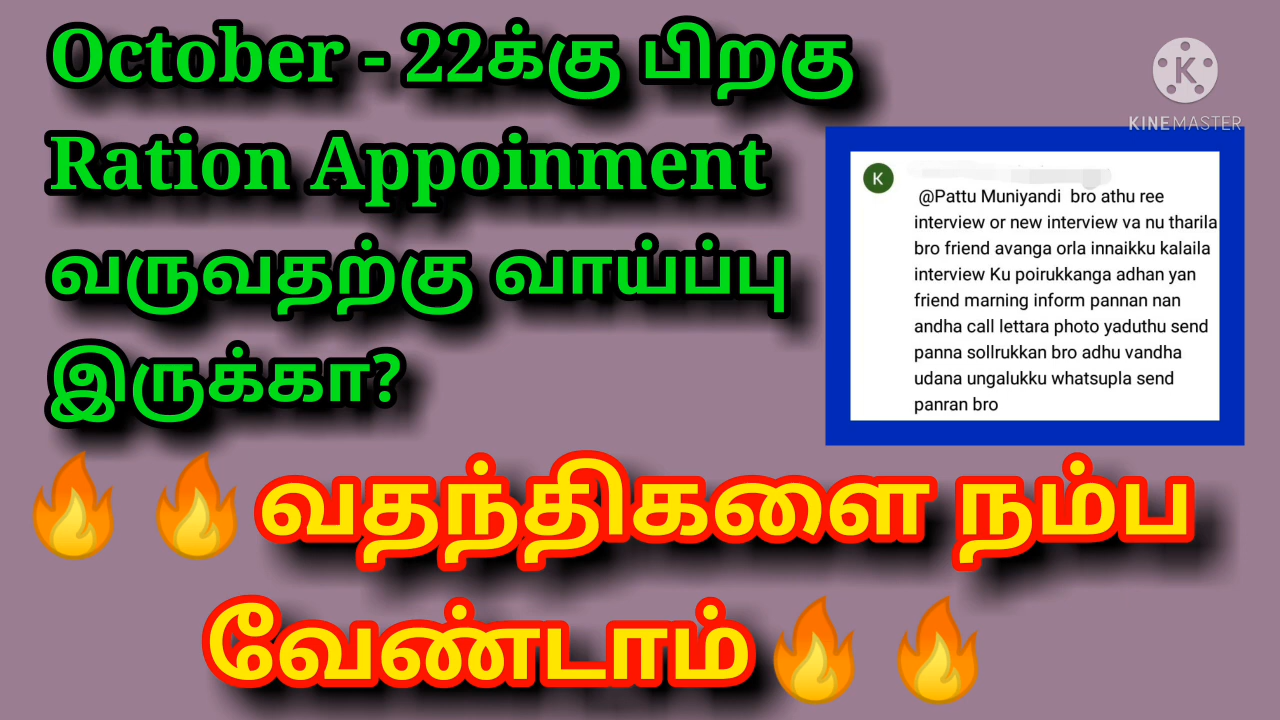 October - 22க்கு பிறகு
Ration Appoinment
வருவதற்கு வாய்ப்பு
இருக்கா?
K
KINEMASTER
K
@Pattu Muniyandi bro athu ree
interview or new interview va nu tharila
bro friend avanga orla innaikku kalaila
interview Ku poirukkanga adhan yan
friend marning inform pannan nan
andha call lettara photo yaduthu send
panna sollrukkan bro adhu vandha
udana ungalukku whatsupla send
panran bro
வதந்திகளை நம்ப
வேண்டாம்